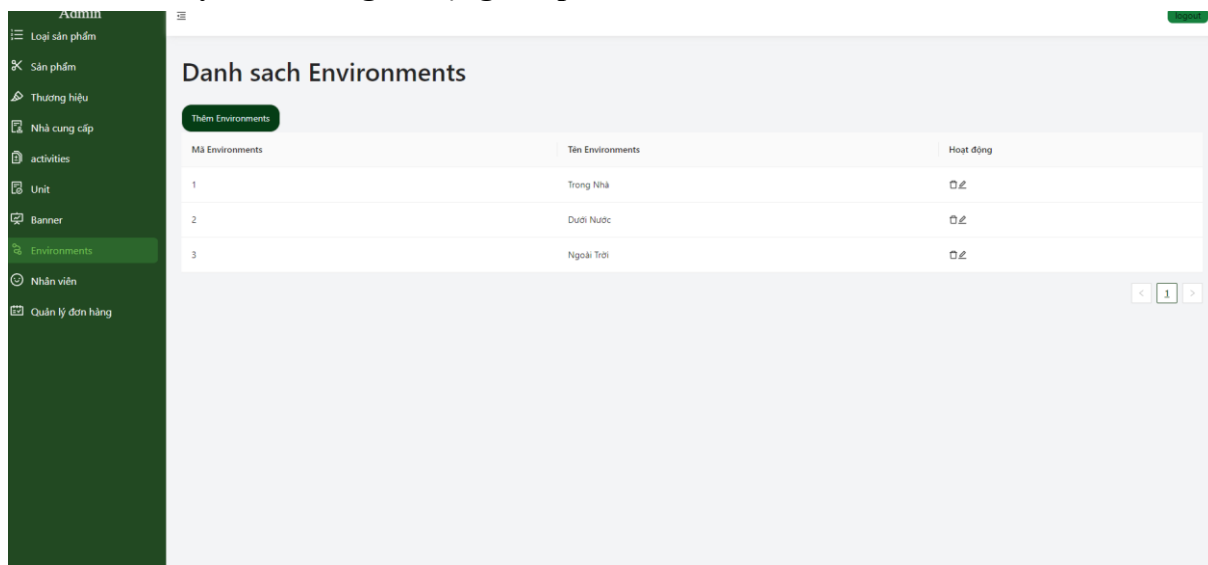 Admin
logout
Loại sản phẩm
Sản phẩm
Thương hiệu
Nhà cung cấp
activities
Unit
Banner
Environments
Nhân viên
Quản lý đơn hàng
Danh sach Environments
Thêm Environments
Mã Environments Tên Environments Hoạt động
1 Trong Nhà
2 Dưới Nước
3 Ngoài Trời
1